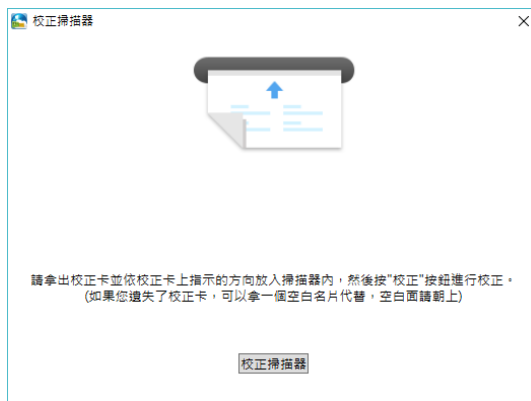 校正掃描器
請拿出校正卡並依校正卡上指示的方向放入掃描器內，然後按"校正"按鈕進行校正。
(如果您遺失了校正卡，可以拿一個空白名片代替，空白面請朝上)
校正掃描器